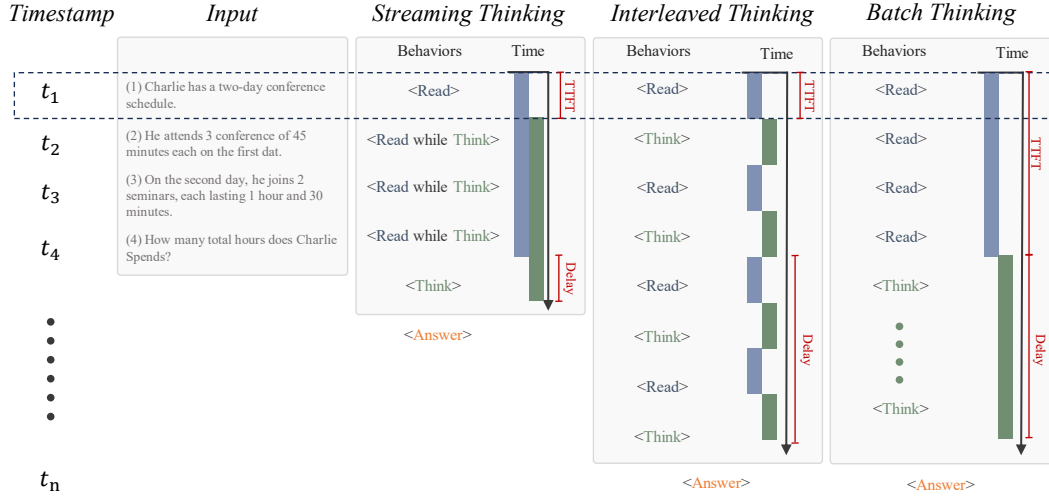 Timestamp
Input
Streaming Thinking
Interleaved Thinking
Batch Thinking
Behaviors
Time
Behaviors
Time
Behaviors
Time
t1
(1) Charlie has a two-day conference
schedule.
<Read>
TTFT
<Read>
TTFT
<Read>
TTFT
t2
(2) He attends 3 conference of 45
minutes each on the first dat.
<Read while Think>
<Think>
<Read>
t3
(3) On the second day, he joins 2
seminars, each lasting 1 hour and 30
minutes.
<Read while Think>
<Read>
<Read>
t4
(4) How many total hours does Charlie
Spends?
<Read while Think>
<Think>
<Read>
<Think>
Delay
<Read>
<Think>
<Answer>
<Think>
Delay
Delay
<Read>
<Think>
<Think>
tn
<Answer>
<Answer>